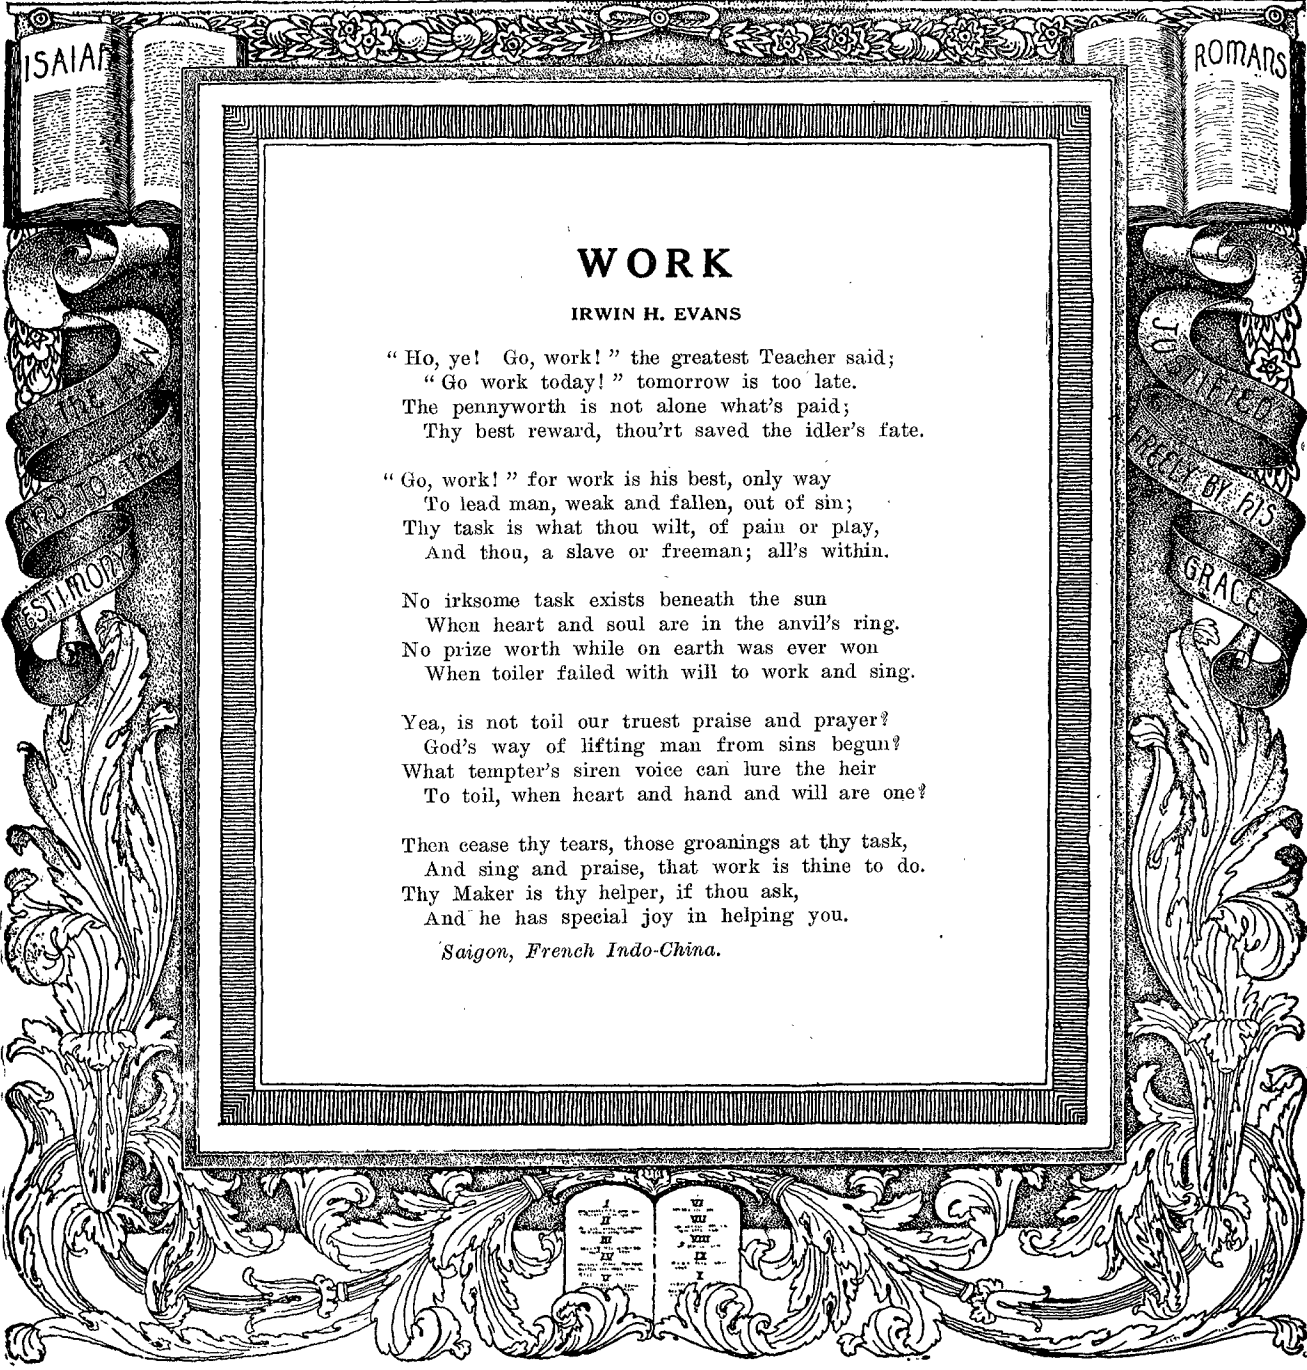 ISAIAH
ROMANS
TO THE LAW
AND TO THE
TESTIMONY
JUSTIFIED
FREELY BY HIS
GRACE
WORK
IRWIN H. EVANS
“ Ho, ye! Go, work! ” the greatest Teacher said;
“ Go work today! ” tomorrow is too late.
The pennyworth is not alone what's paid;
Thy best reward, thou'rt saved the idler's fate.
“ Go, work! ” for work is his best, only way
To lead man, weak and fallen, out of sin;
Thy task is what thou wilt, of pain or play,
And thou, a slave or freeman; all's within.
No irksome task exists beneath the sun
When heart and soul are in the anvil's ring.
No prize worth while on earth was ever won
When toiler failed with will to work and sing.
Yea, is not toil our truest praise and prayer?
God's way of lifting man from sins begun?
What tempter's siren voice can lure the heir
To toil, when heart and hand and will are one?
Then cease thy tears, those groanings at thy task,
And sing and praise, that work is thine to do.
Thy Maker is thy helper, if thou ask,
And he has special joy in helping you.
Saigon, French Indo-China.
I
II
III
IV
V
VI
VII
VIII
IX
X